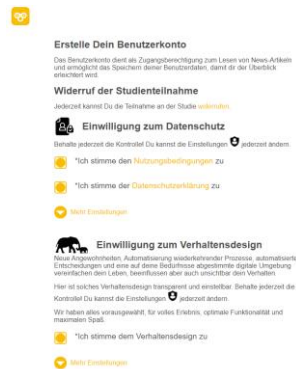 Erstelle Dein Benutzerkonto
Das Benutzerkonto dient als Zugangsberechtigung zum Lesen von News-Artikeln
und ermöglicht das Speichern deiner Benutzerdaten, damit dir der Überblick
erleichtert wird.
Widerruf der Studienteilnahme
Jederzeit kannst Du die Teilnahme an der Studie widerrufen.
Einwilligung zum Datenschutz
Behalte jederzeit die Kontrolle! Du kannst die Einstellungen jederzeit ändern.
*Ich stimme den Nutzungsbedingungen zu
*Ich stimme der Datenschutzerklärung zu
Mehr Einstellungen
Einwilligung zum Verhaltensdesign
Neue Angewohnheiten, Automatisierung wiederkehrender Prozesse, automatisierte
Entscheidungen und eine auf deine Bedürfnisse abgestimmte digitale Umgebung
vereinfachen den Leben, beeinflussen aber auch unsichtbar den Verhalten.
Hier ist solches Verhaltensdesign transparent und einstellbar. Behalte jederzeit die
Kontrolle! Du kannst die Einstellungen jederzeit ändern.
Wir haben alles vorausgewählt, für volles Erlebnis, optimale Funktionalität und
maximalen Spaß.
*Ich stimme dem Verhaltensdesign zu
Mehr Einstellungen